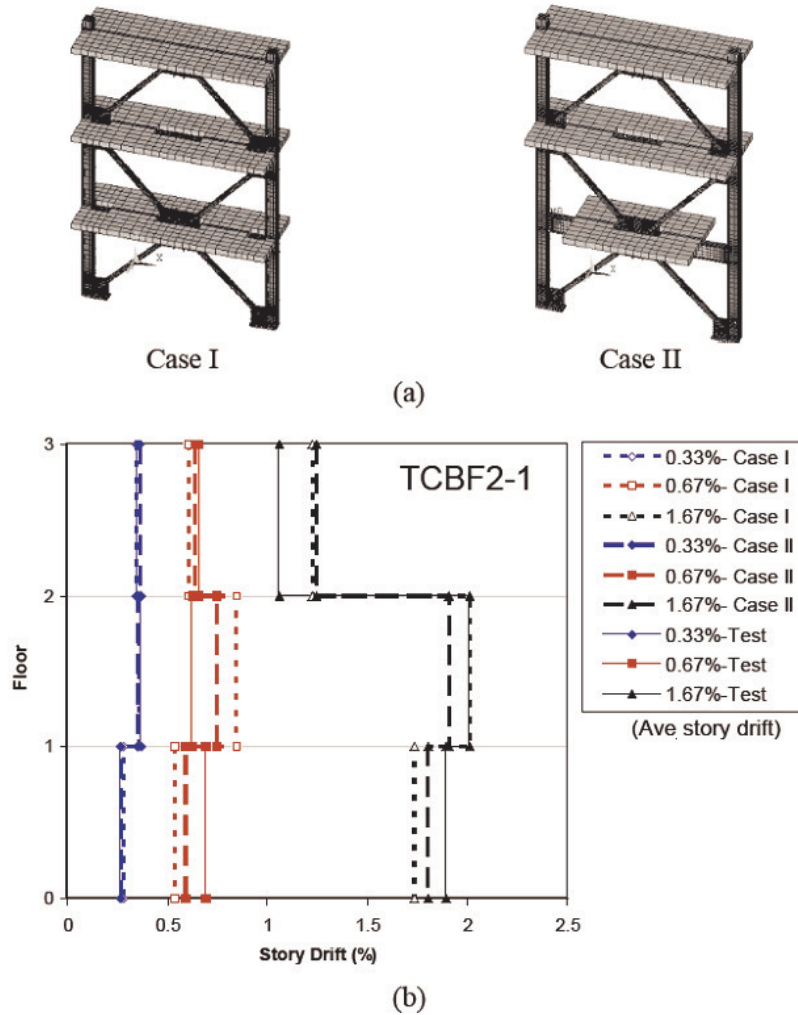 x
x
Case I
Case II
(a)
TCBF2-1
3
2
1
0
Floor
0
0.5
1
1.5
2
2.5
Story Drift (%)
0.33%- Case I
0.67%- Case I
1.67%- Case I
0.33%- Case II
0.67%- Case II
1.67%- Case II
0.33%-Test
0.67%-Test
1.67%-Test
(Ave story drift)
(b)